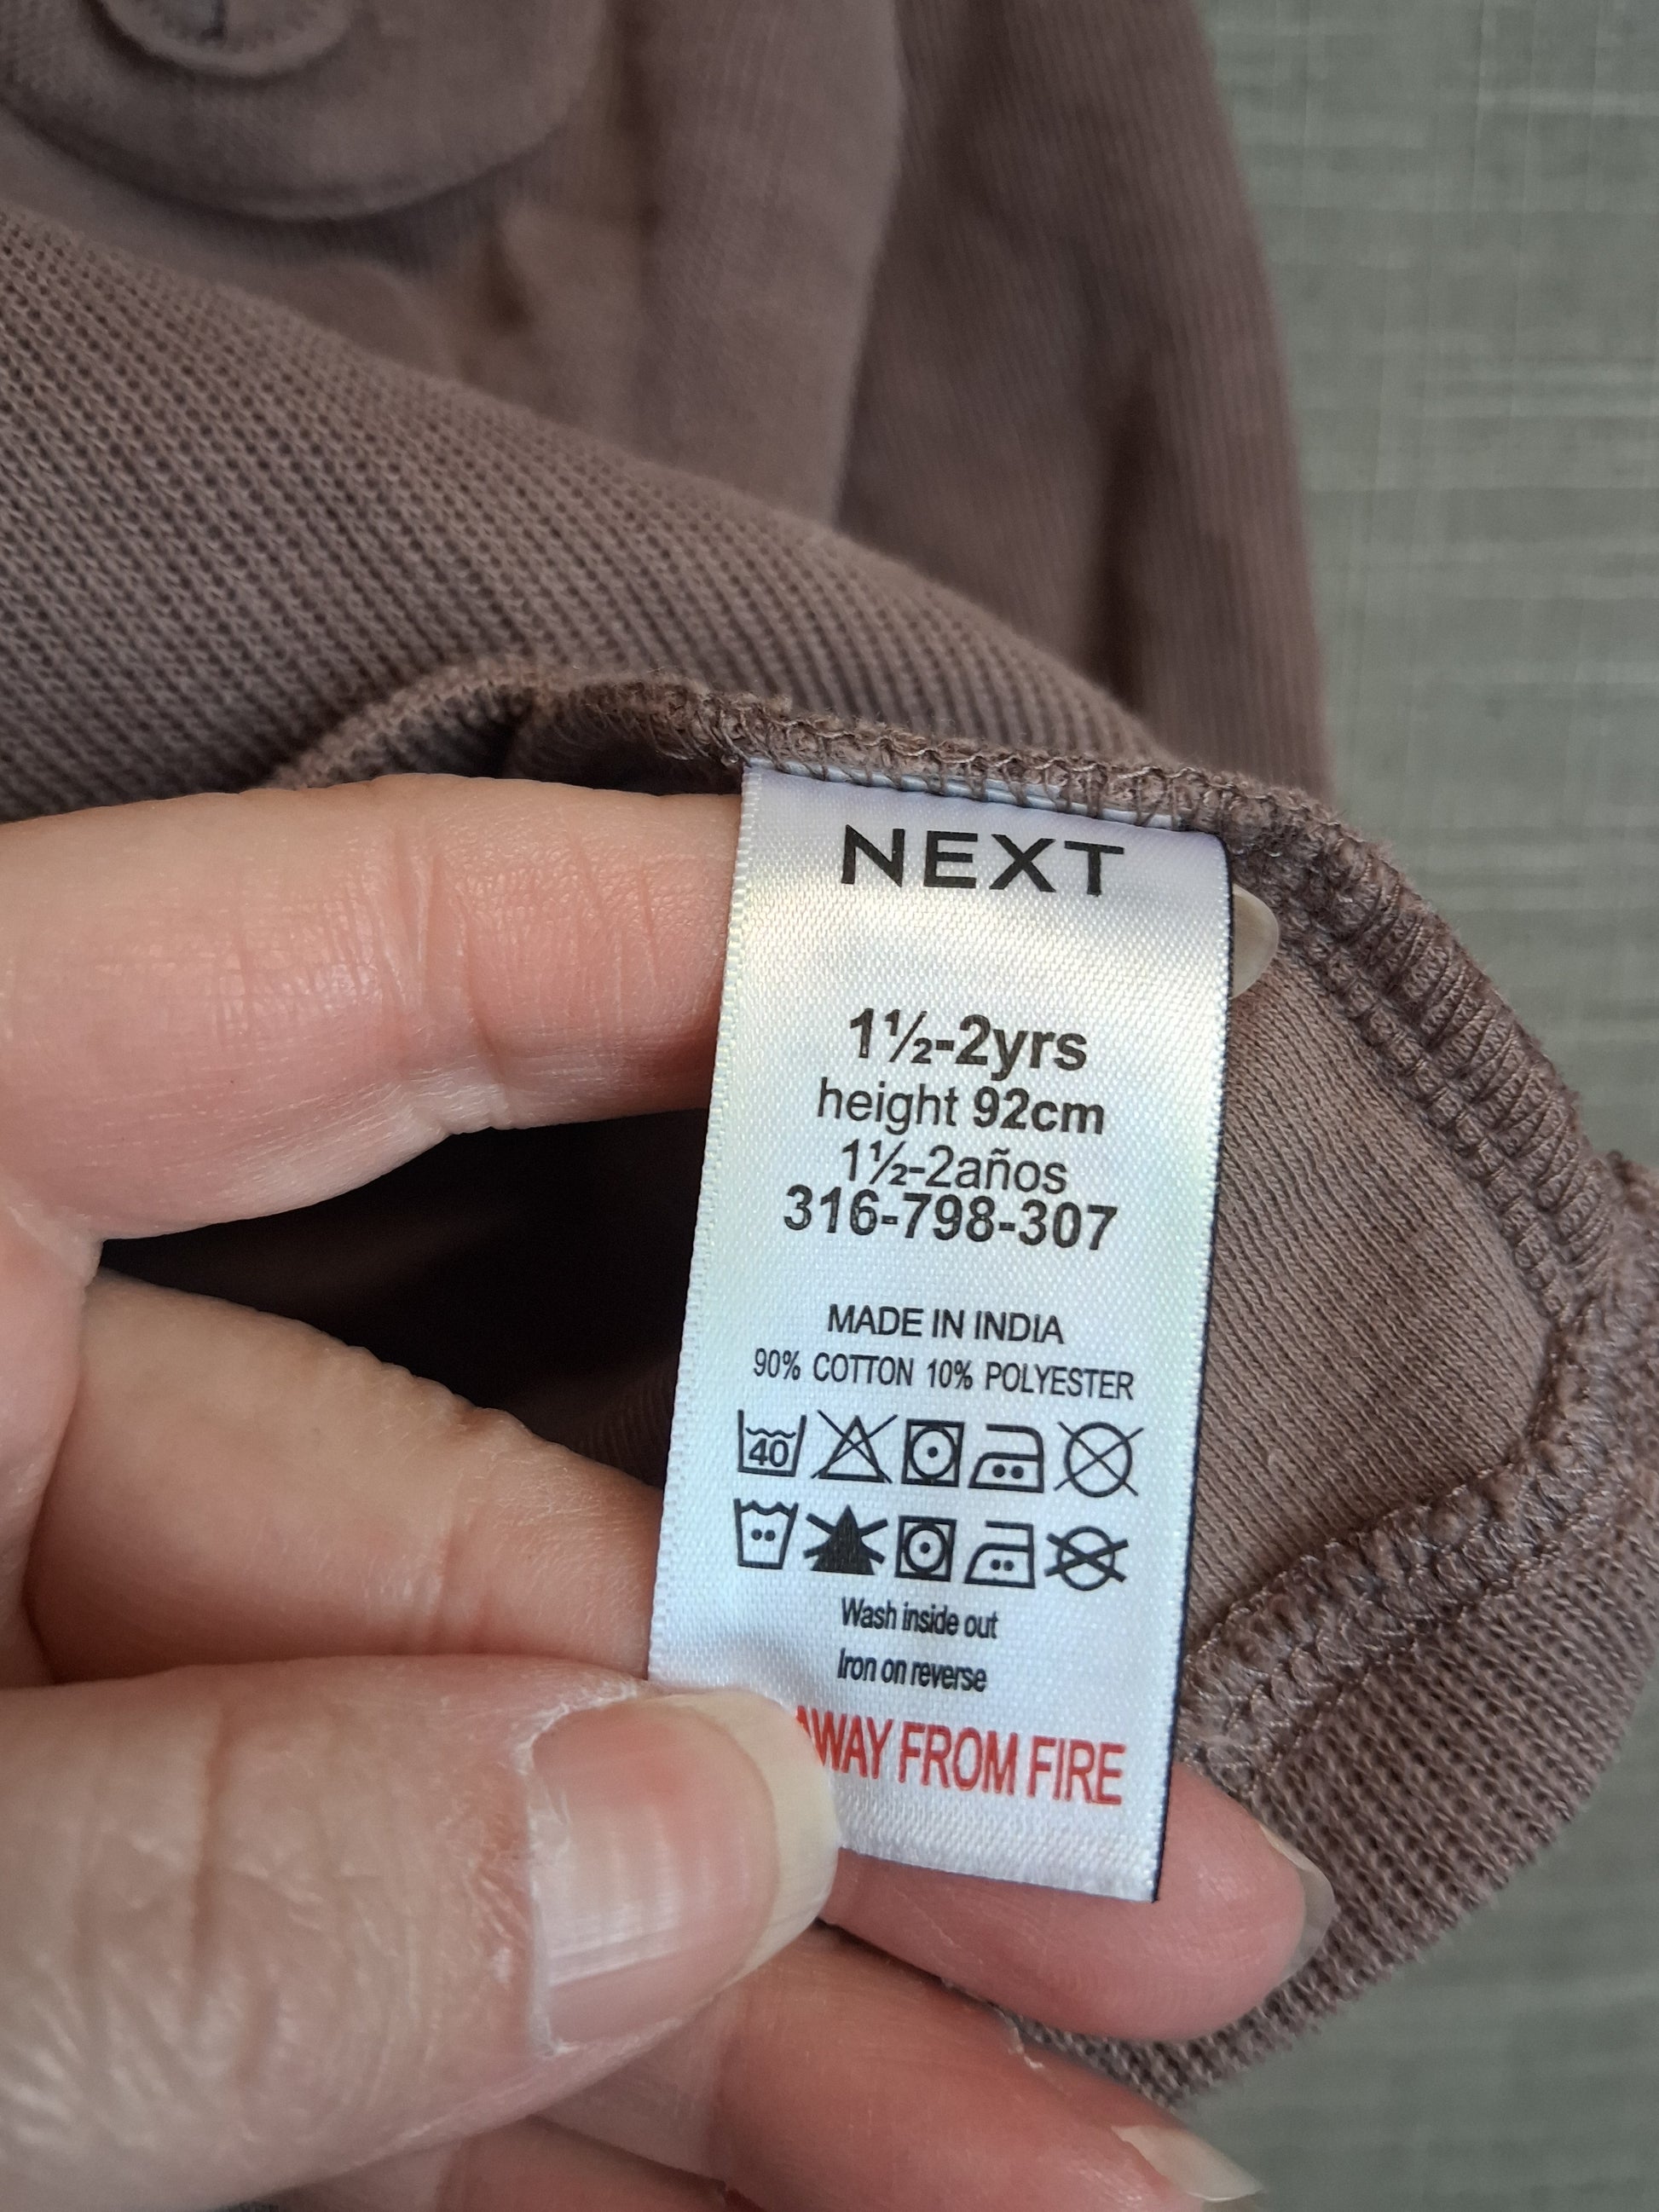 NEXT
1½-2yrs
height 92cm
1½-2años
316-798-307
MADE IN INDIA
90% COTTON 10% POLYESTER
40
Wash inside out
Iron on reverse
AWAY FROM FIRE